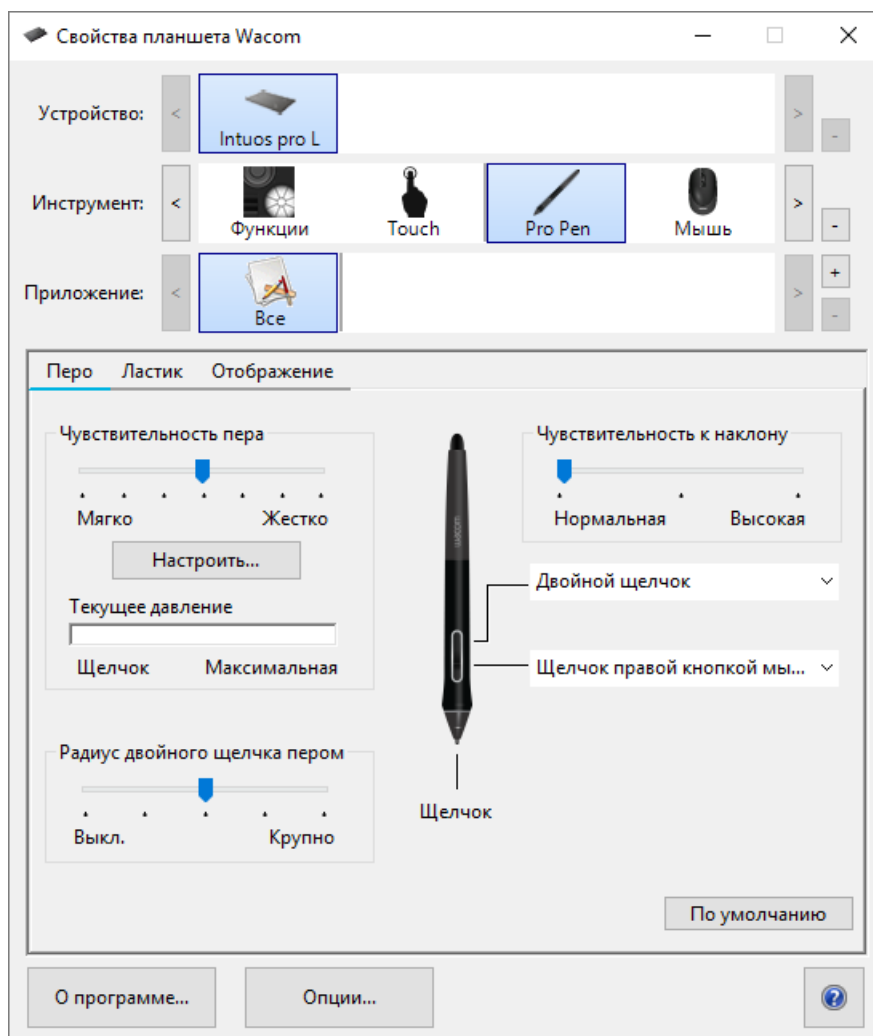 Свойства планшета Wacom
Устройство:
<
Intuos pro L
>
-
Инструмент:
<
Функции
Touch
Pro Pen
Мышь
>
-
Приложение:
<
Все
>
+
-
Перо Ластик Отображение
Чувствительность пера
Мягко Жестко
Настроить...
Текущее давление
Щелчок Максимальная
Радиус двойного щелчка пером
Выкл. Крупно
wacom
Щелчок
Чувствительность к наклону
Нормальная Высокая
Двойной щелчок
Щелчок правой кнопкой мы...
По умолчанию
О программе... Опции... ?